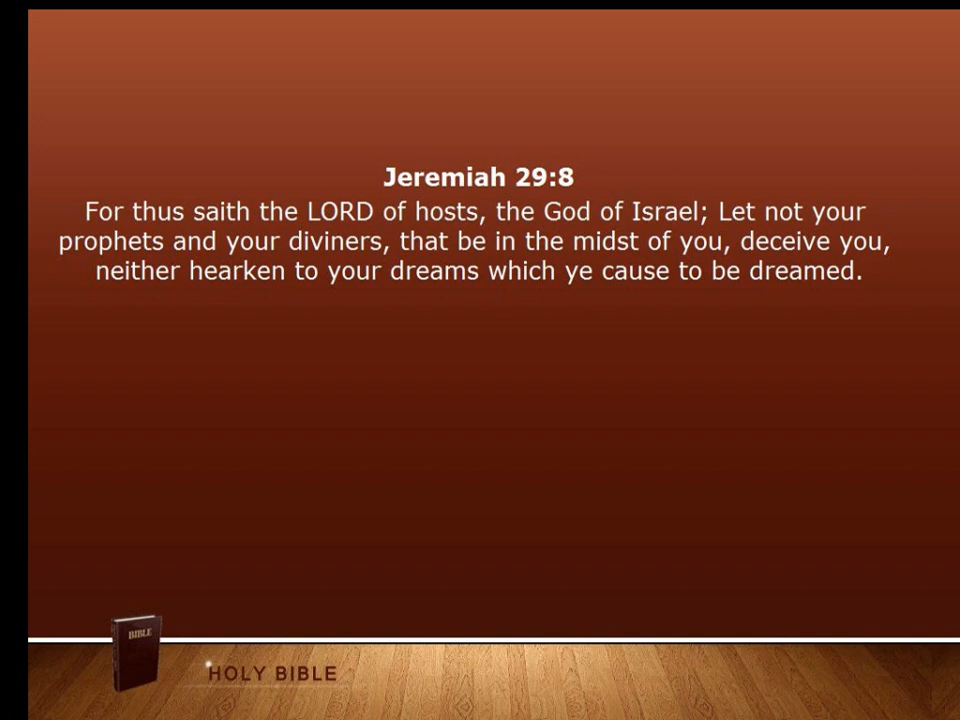 Jeremiah 29:8
For thus saith the LORD of hosts, the God of Israel; Let not your
prophets and your diviners, that be in the midst of you, deceive you,
neither hearken to your dreams which ye cause to be dreamed.
BIBLE
HOLY BIBLE